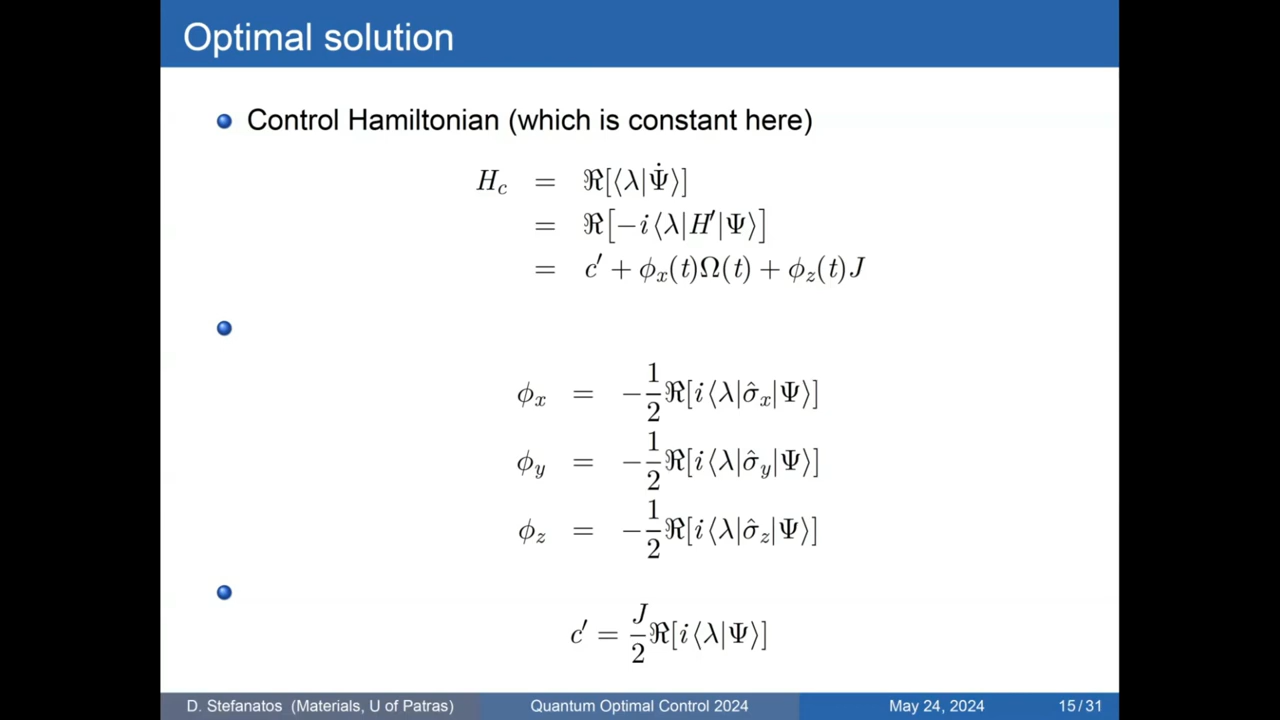 Optimal solution
Control Hamiltonian (which is constant here)
H_c = ℜ[⟨λ|Ψ̇⟩]
= ℜ[−i⟨λ|H′|Ψ⟩]
= c′ + ϕ_x(t)Ω(t) + ϕ_z(t)J
ϕ_x = −1/2 ℜ[i⟨λ|σ̂_x|Ψ⟩]
ϕ_y = −1/2 ℜ[i⟨λ|σ̂_y|Ψ⟩]
ϕ_z = −1/2 ℜ[i⟨λ|σ̂_z|Ψ⟩]
c′ = J/2 ℜ[i⟨λ|Ψ⟩]
D. Stefanatos (Materials, U of Patras) Quantum Optimal Control 2024 May 24, 2024 15/31